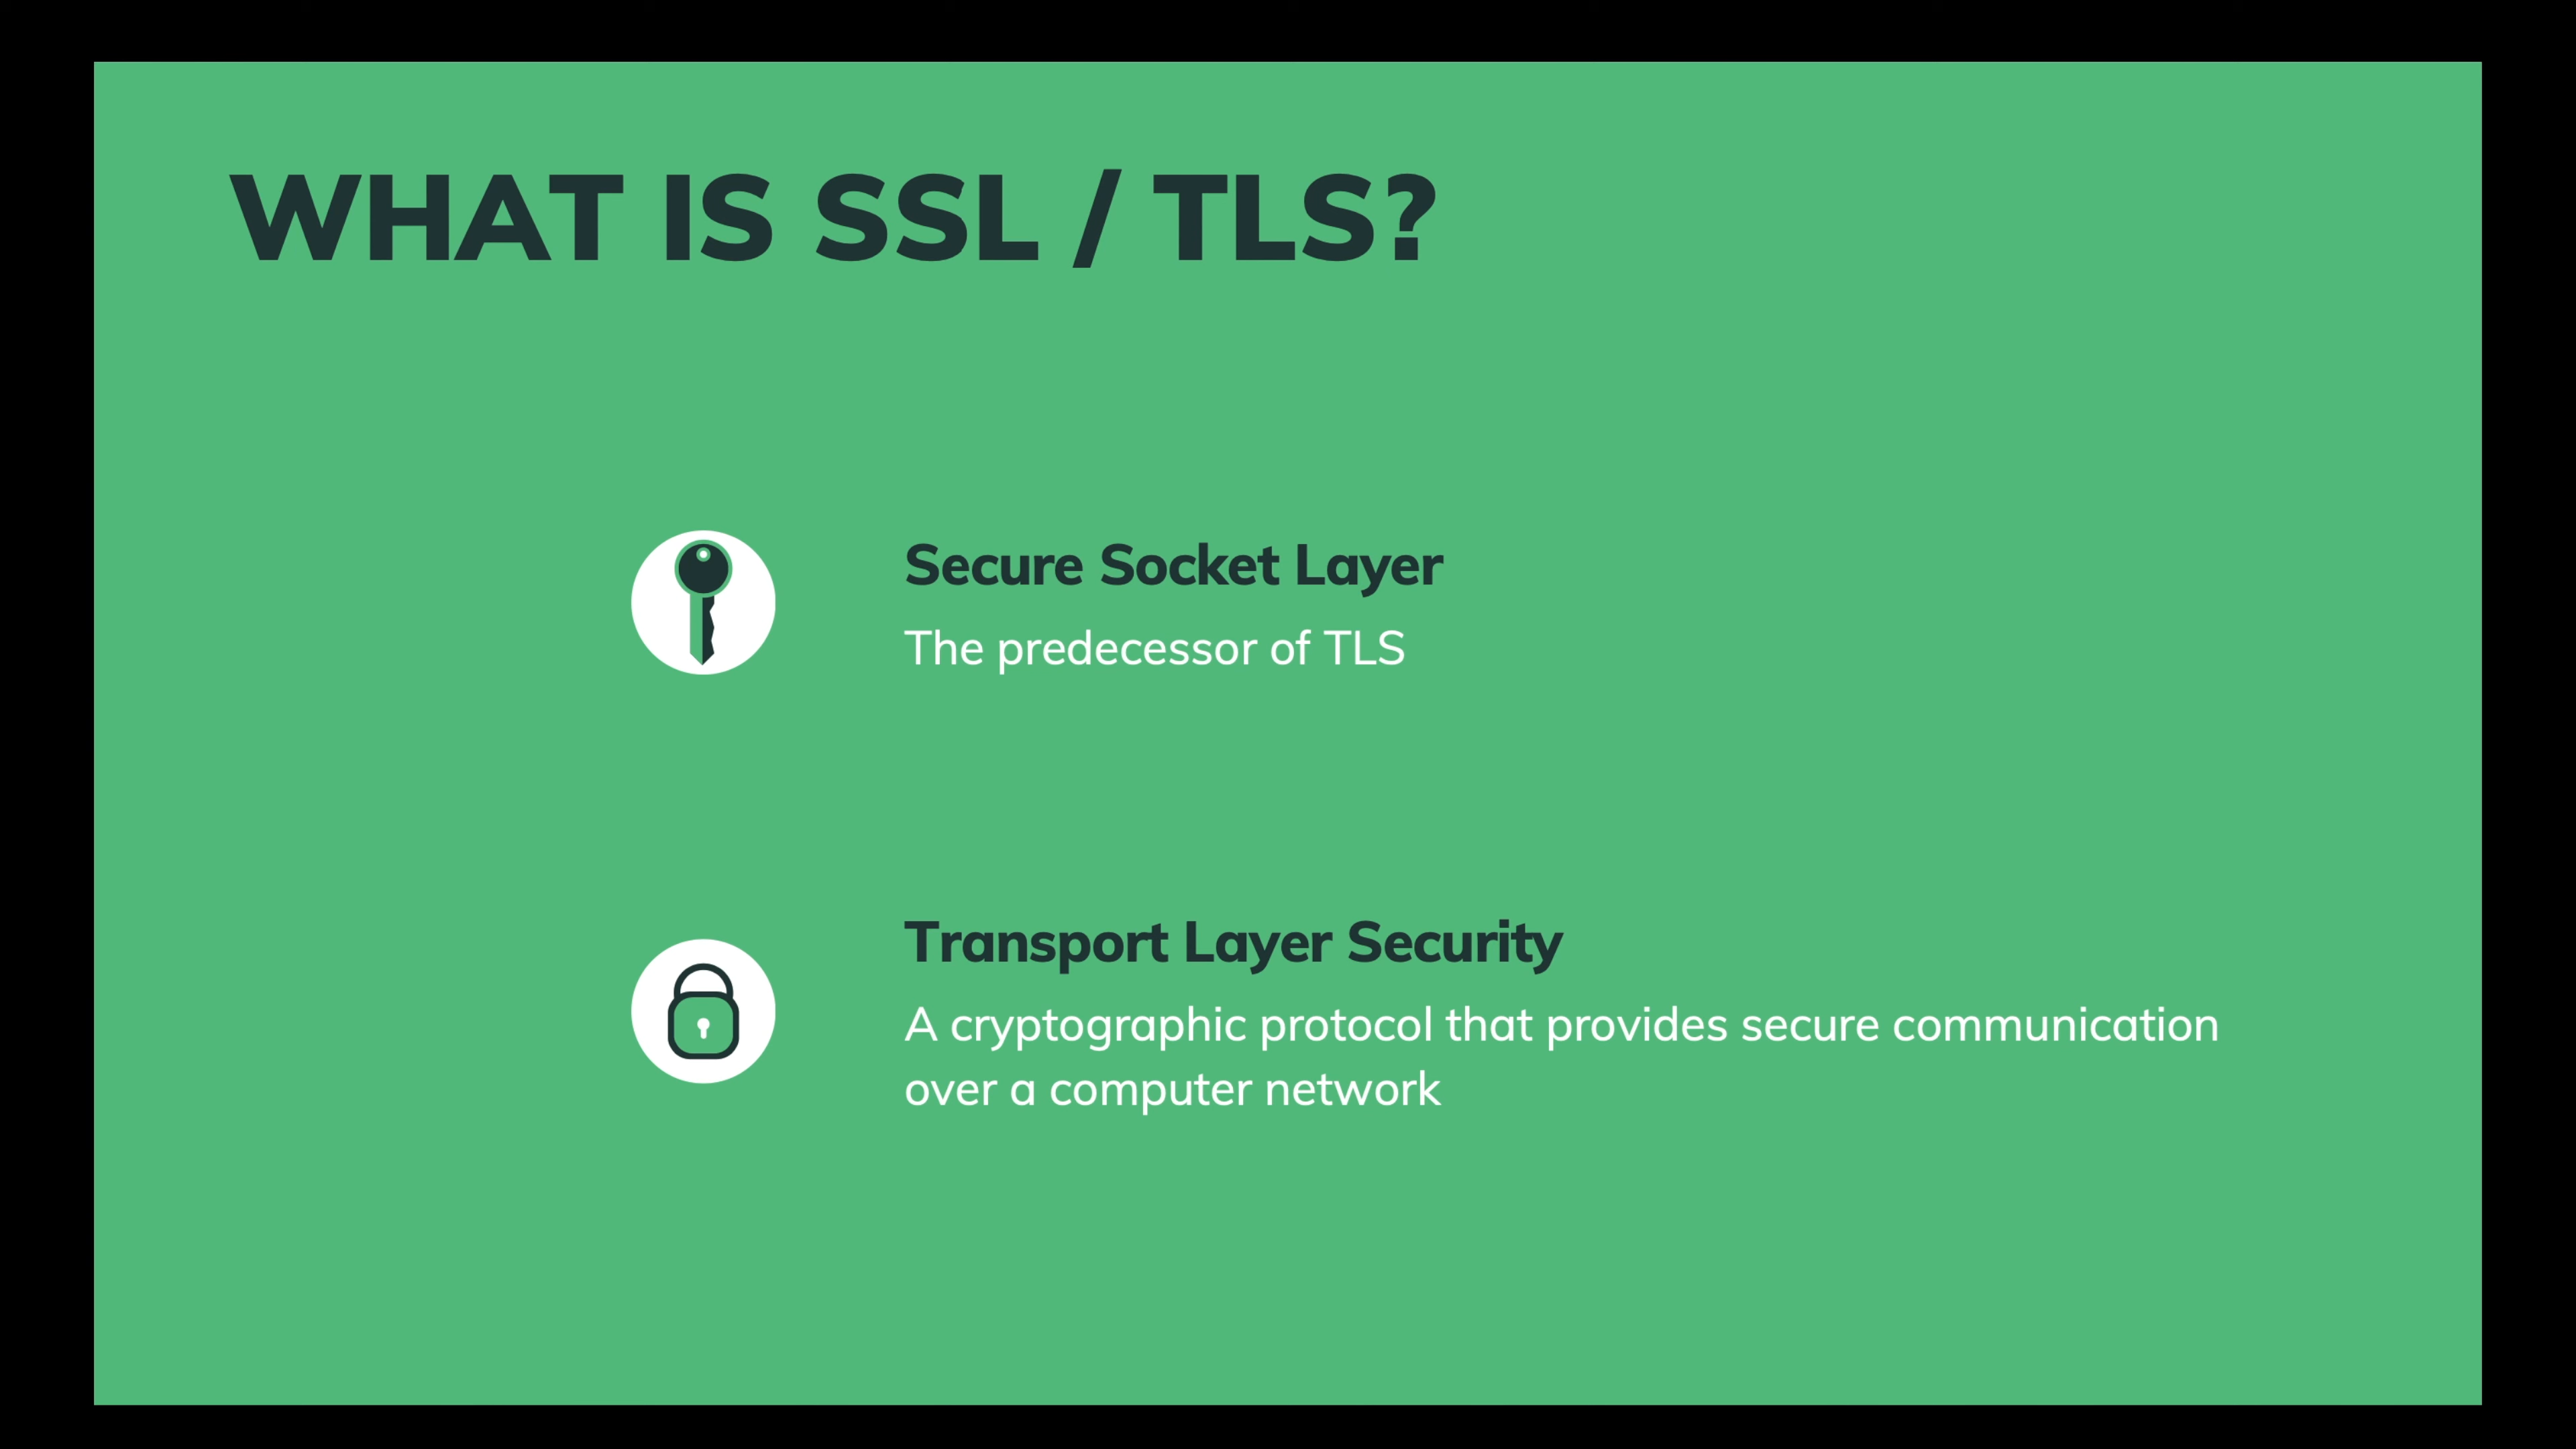 WHAT IS SSL / TLS?
Secure Socket Layer
The predecessor of TLS
Transport Layer Security
A cryptographic protocol that provides secure communication
over a computer network